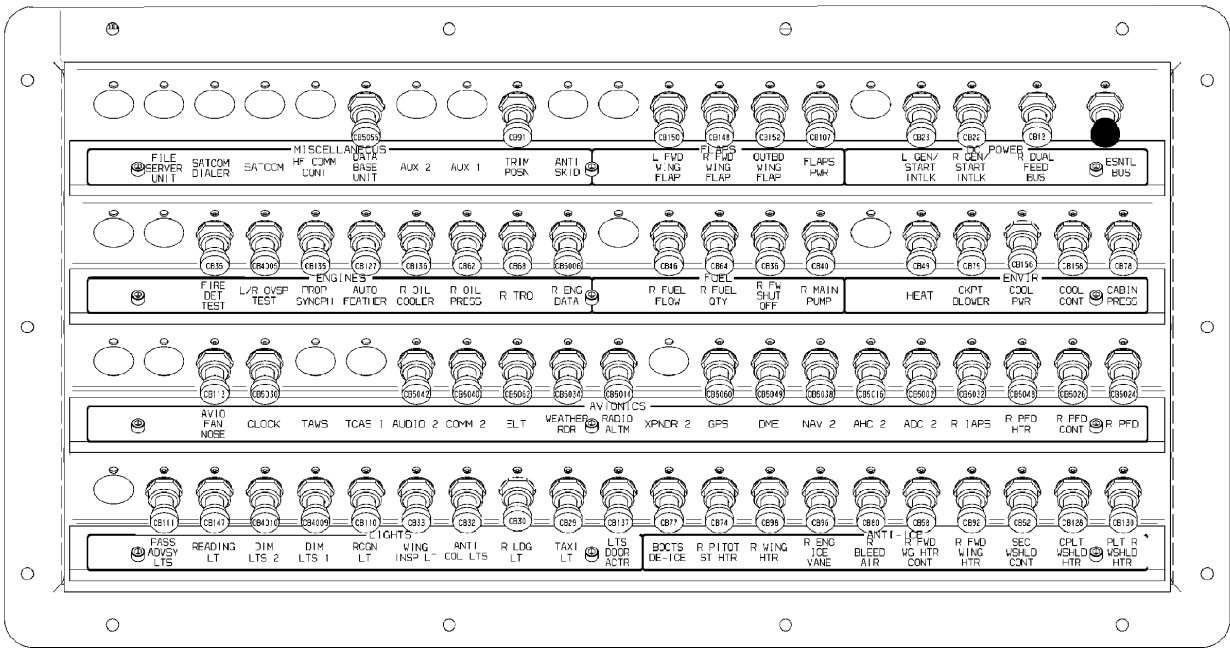 CB5055 CB91 CB150 CB148 CB152 CB107 CB23 CB22 CB12
MISCELLANEOUS FLAPS DC POWER
FILE SERVER UNIT
SATCOM DIALER
SATCOM
HF COMM CONT
DATA BASE UNIT
AUX 2
AUX 1
TRIM POSN
ANTI SKID
L FWD WING FLAP
R FWD WING FLAP
OUTBD WING FLAP
FLAPS PWR
L GEN/ START INTLK
R GEN/ START INTLK
R DUAL FEED BUS
ESNTL BUS
CB35 CB4005 CB135 CB127 CB136 CB62 CB68 CB5006 CB46 CB64 CB36 CB40 CB49 CB75 CB156 CB158 CB78
ENGINES FUEL ENVIR
FIRE DET TEST
L/R OVSP TEST
PROP SYNCPH
AUTO FEATHER
R OIL COOLER
R OIL PRESS
R TRQ
R ENG DATA
R FUEL FLOW
R FUEL QTY
R FW SHUT OFF
R MAIN PUMP
HEAT
CKPT BLOWER
COOL PWR
COOL CONT
CABIN PRESS
CB113 CB5030 CB5042 CB5040 CB5062 CB5034 CB5014 CB5060 CB5049 CB5038 CB5016 CB5002 CB5032 CB5048 CB5026 CB5024
AVIONICS
AVIO FAN NOSE
CLOCK
TAWS
TCAS 1
AUDIO 2
COMM 2
ELT
WEATHER RDR
RADIO ALTM
XPNDR 2
GPS
DME
NAV 2
AHC 2
ADC 2
R IAPS
R PFD HTR
R PFD CONT
R PFD
CB111 CB147 CB4010 CB4009 CB110 CB33 CB32 CB30 CB29 CB137 CB77 CB74 CB98 CB96 CB80 CB58 CB92 CB52 CB128 CB130
LIGHTS ANTI-ICE
PASS ADVSY LTS
READING LT
DIM LTS 2
DIM LTS 1
RCGN LT
WING INSP LT
ANTI COL LTS
R LDG LT
TAXI LT
LTS DOOR ACTR
BOOTS DE-ICE
R PITOT ST HTR
R WING HTR
R ENG ICE VANE
R BLEED AIR
R FWD WG HTR CONT
R FWD WING HTR
SEC WSHLD CONT
CPLT WSHLD HTR
PLT R WSHLD HTR